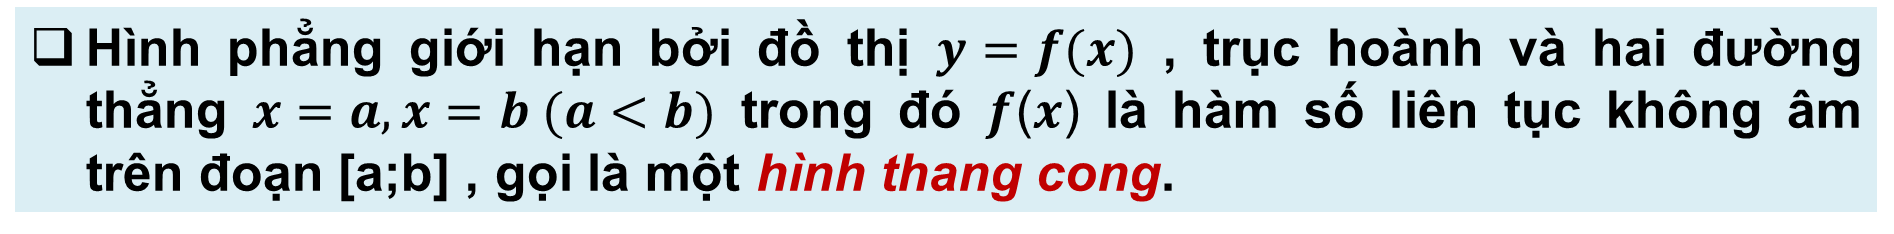 ❑ Hình phẳng giới hạn bởi đồ thị y = f(x) , trục hoành và hai đường
thẳng x = a, x = b (a < b) trong đó f(x) là hàm số liên tục không âm
trên đoạn [a;b] , gọi là một hình thang cong.